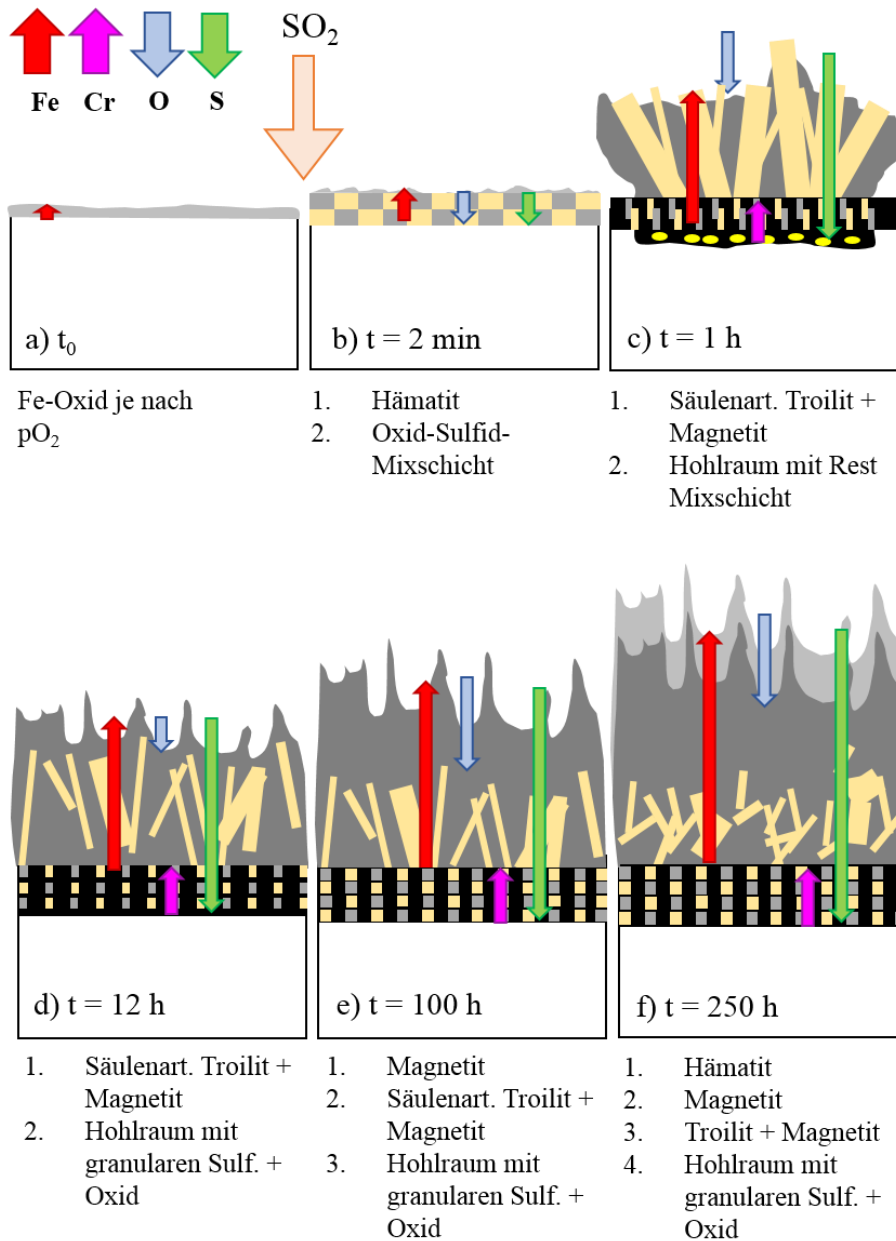 SO₂
Fe Cr O S
a) t₀
b) t = 2 min
c) t = 1 h
Fe-Oxid je nach
pO₂
1. Hämatit
2. Oxid-Sulfid-
Mixschicht
1. Säulenart. Troilit +
Magnetit
2. Hohlraum mit Rest
Mixschicht
d) t = 12 h
e) t = 100 h
f) t = 250 h
1. Säulenart. Troilit +
Magnetit
2. Hohlraum mit
granularen Sulf. +
Oxid
1. Magnetit
2. Säulenart. Troilit +
Magnetit
3. Hohlraum mit
granularen Sulf. +
Oxid
1. Hämatit
2. Magnetit
3. Troilit + Magnetit
4. Hohlraum mit
granularen Sulf. +
Oxid